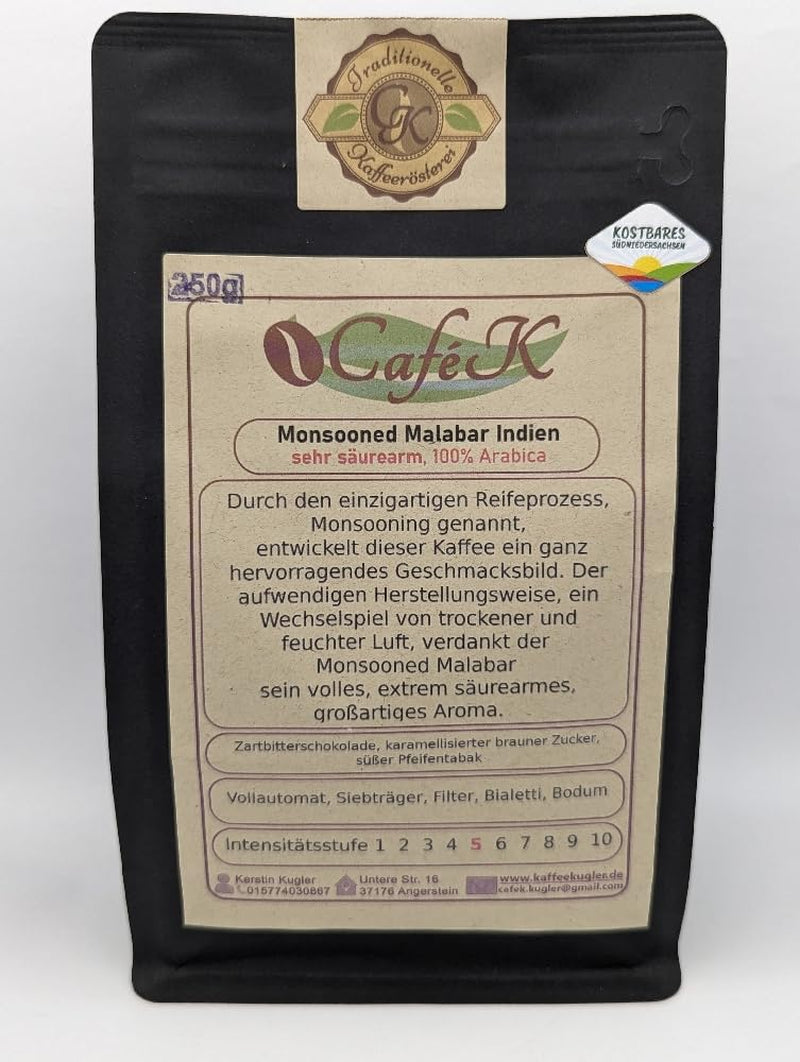 Traditionelle
CK
Kaffeerösterei
KOSTBARES
SÜDNIEDERSACHSEN
250g
CaféK
Monsooned Malabar Indien
sehr säurearm, 100% Arabica
Durch den einzigartigen Reifeprozess,
Monsooning genannt,
entwickelt dieser Kaffee ein ganz
hervorragendes Geschmacksbild. Der
aufwendigen Herstellungsweise, ein
Wechselspiel von trockener und
feuchter Luft, verdankt der
Monsooned Malabar
sein volles, extrem säurearmes,
großartiges Aroma.
Zartbitterschokolade, karamellisierter brauner Zucker,
süßer Pfeifentabak
Vollautomat, Siebträger, Filter, Bialetti, Bodum
Intensitätsstufe 1 2 3 4 5 6 7 8 9 10
Kerstin Kugler Untere Str. 16 www.kaffeekugler.de
015774030867 37176 Angerstein cafek.kugler@gmail.com